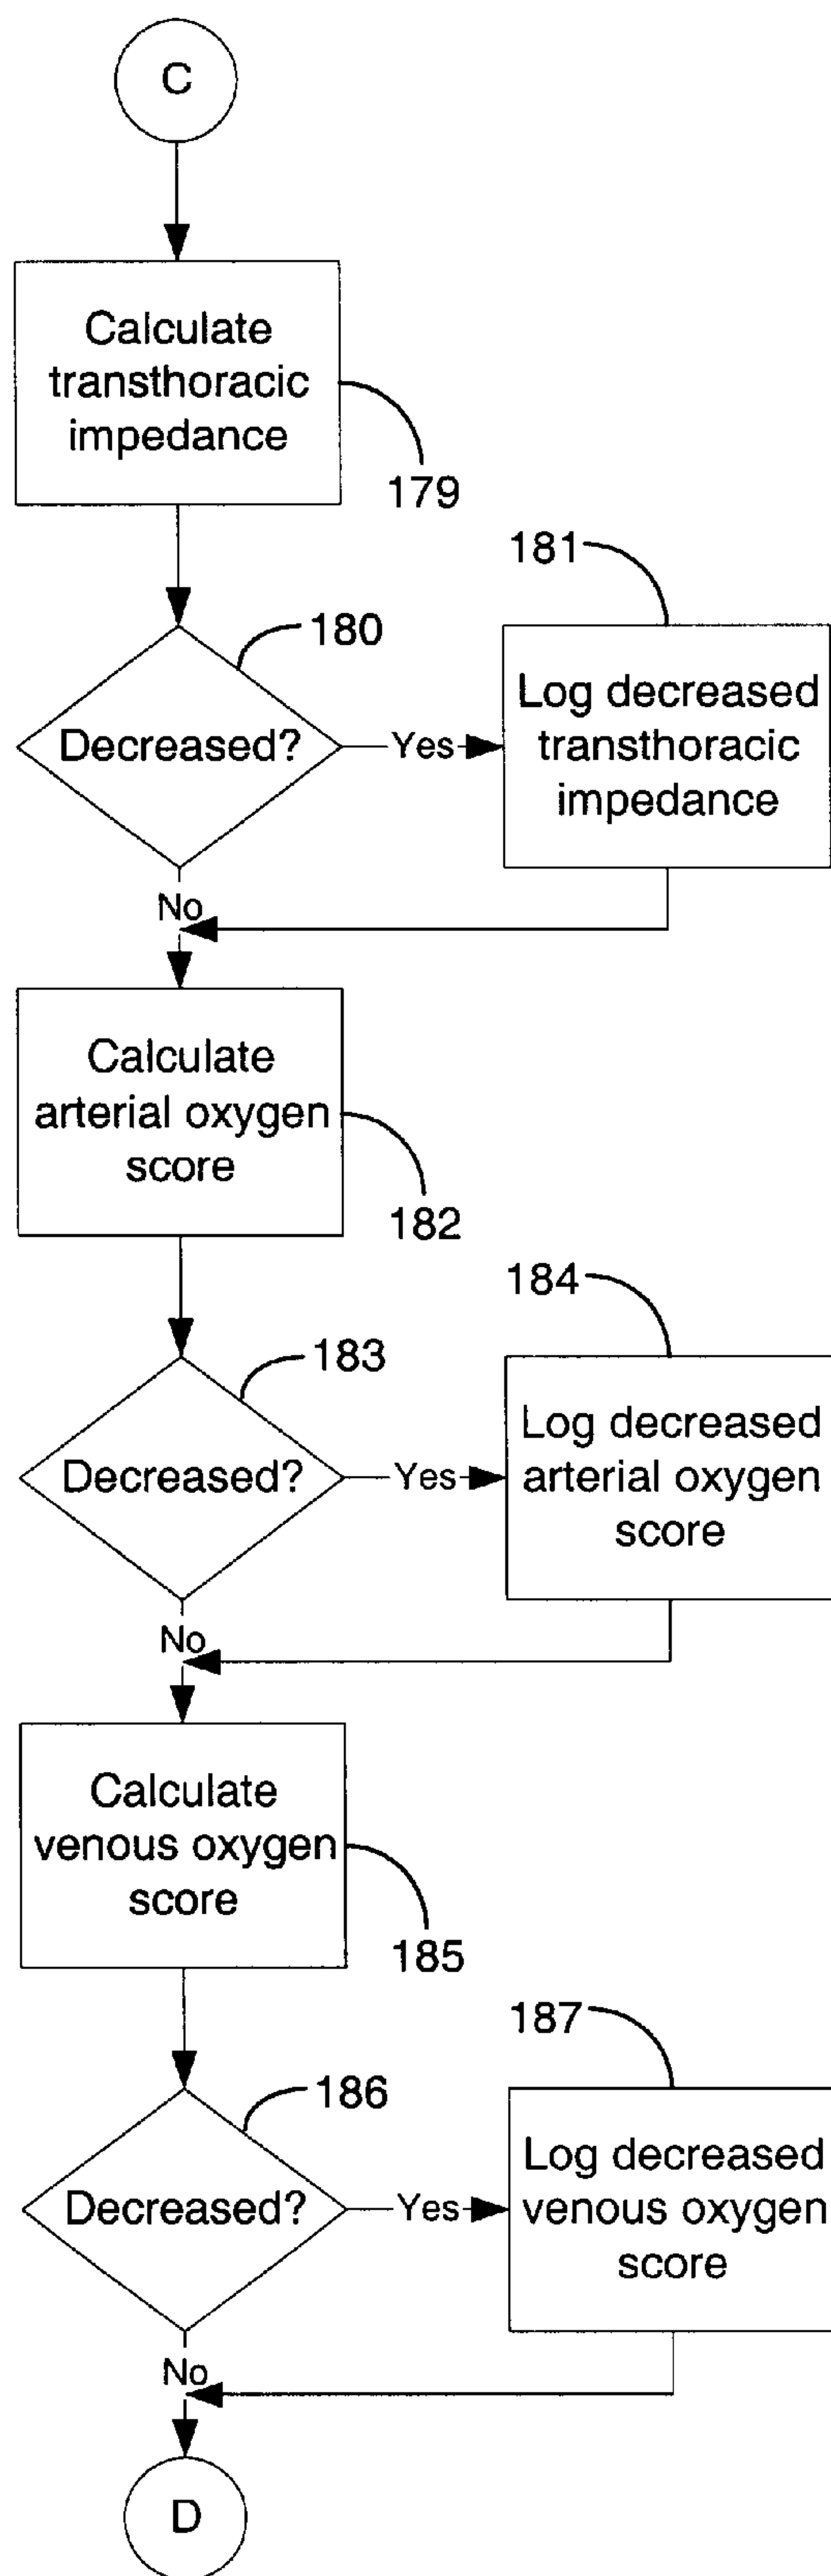 C
Calculate
transthoracic
impedance
179
181
180
Decreased?
Yes
Log decreased
transthoracic
impedance
No
Calculate
arterial oxygen
score
182
184
183
Decreased?
Yes
Log decreased
arterial oxygen
score
No
Calculate
venous oxygen
score
185
187
186
Decreased?
Yes
Log decreased
venous oxygen
score
No
D